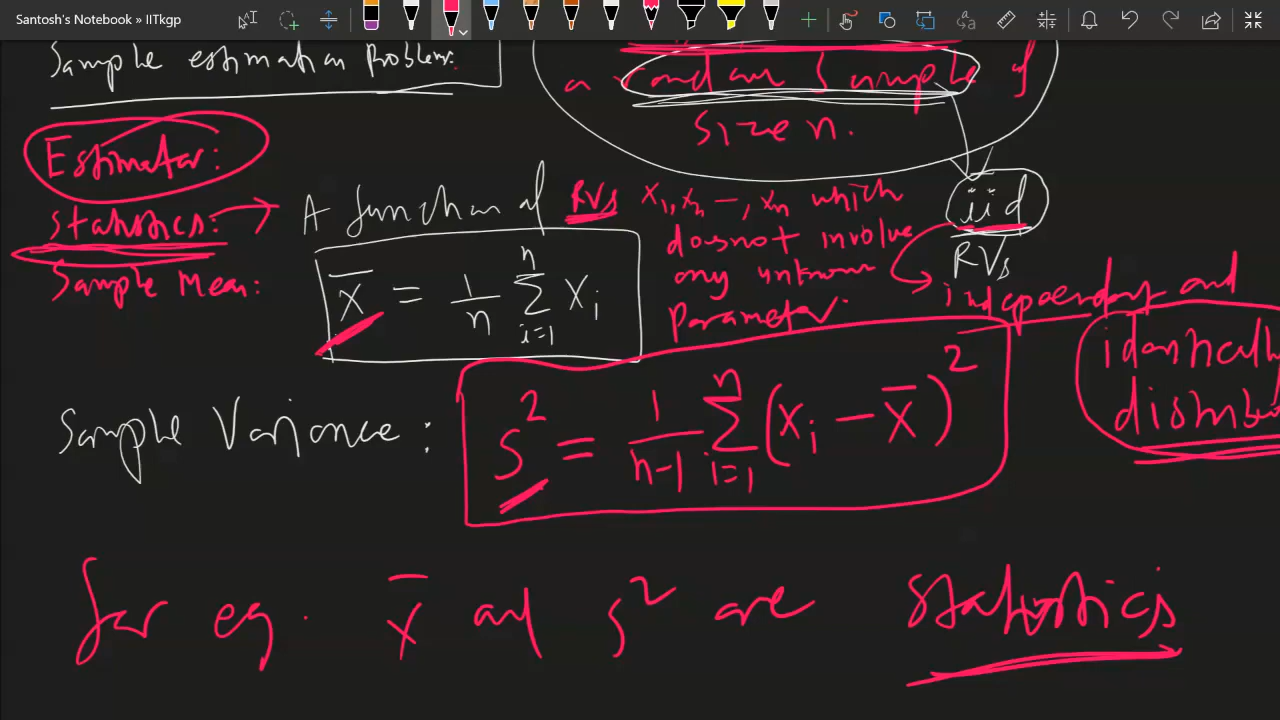 Santosh's Notebook » IITkgp
Sample estimation Problem:
a random Sample of
size n.
Estimator:
iid
RVs
independent and
identically
distribu
Statistics: → A function of RVs X1, X2 -, Xn which
does not involve
any unknown
parameter.
Sample Mean: X̄ = 1/n Σ_{i=1}^{n} Xi
Sample Variance: S² = 1/(n-1) Σ_{i=1}^{n} (Xi - X̄)²
for eg. X̄ and S² are statistics